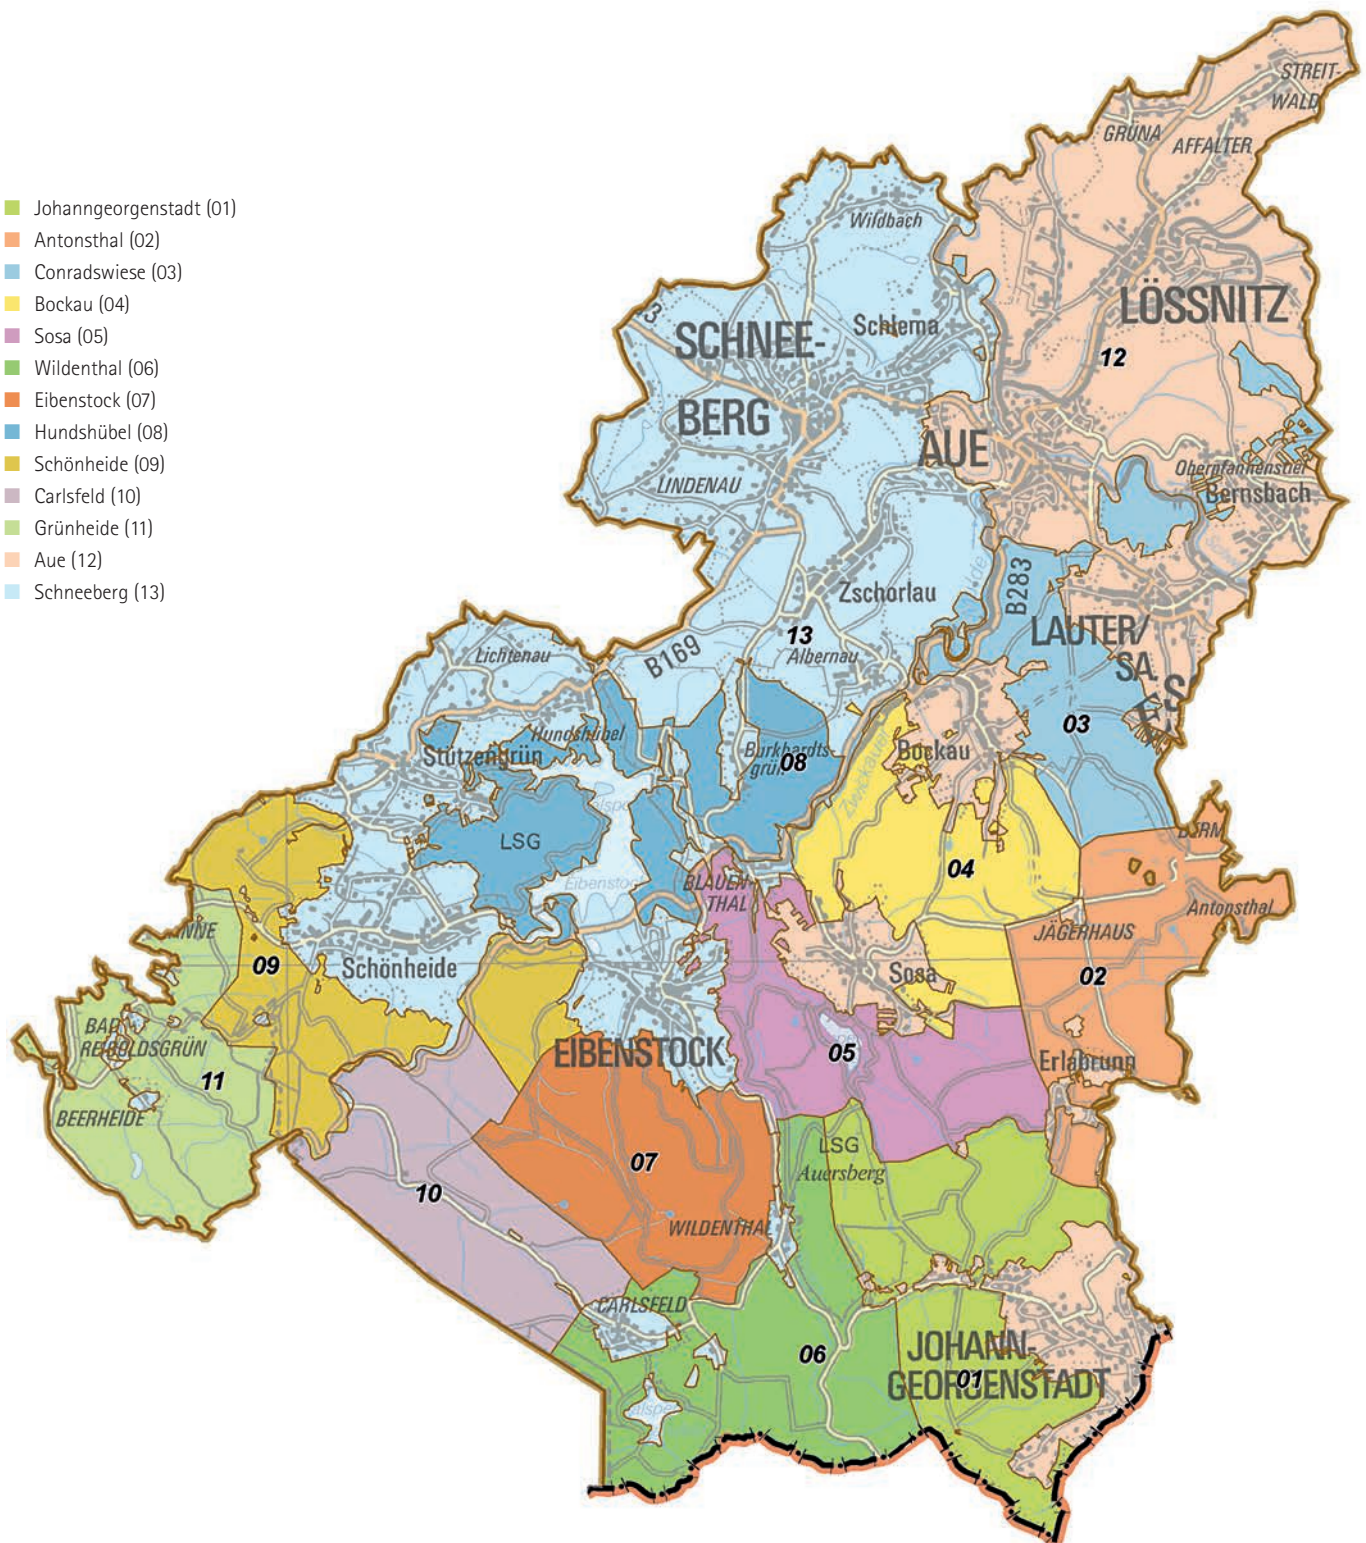 Johanngeorgenstadt (01)
Antonsthal (02)
Conradswiese (03)
Bockau (04)
Sosa (05)
Wildenthal (06)
Eibenstock (07)
Hundshübel (08)
Schönheide (09)
Carlsfeld (10)
Grünheide (11)
Aue (12)
Schneeberg (13)
STREIT-
WALD
GRÜNA
AFFALTER
Wildbach
LÖSSNITZ
3
Schlema
SCHNEE-
BERG
12
AUE
LINDENAU
Oberpfannenstiel
Bernsbach
B283
Zschorlau
LAUTER/
SA
13
Albernau
B169
Lichtenau
03
Hundshübel
Stützengrün
Burkhardts
grün
08
Bockau
Zwickauer
LSG
04
Eibenstoc
BLAUEN-
THAL
Antonsthal
JÄGERHAUS
09
Schönheide
b
Sosa
02
BAD
REIBOLDSGRÜN
11
BEERHEIDE
EIBENSTOCK
05
Erlabrunn
LSG
Auersberg
07
10
WILDENTHAL
CARLSFELD
06
JOHANN-
GEORGENSTADT
01
alspe